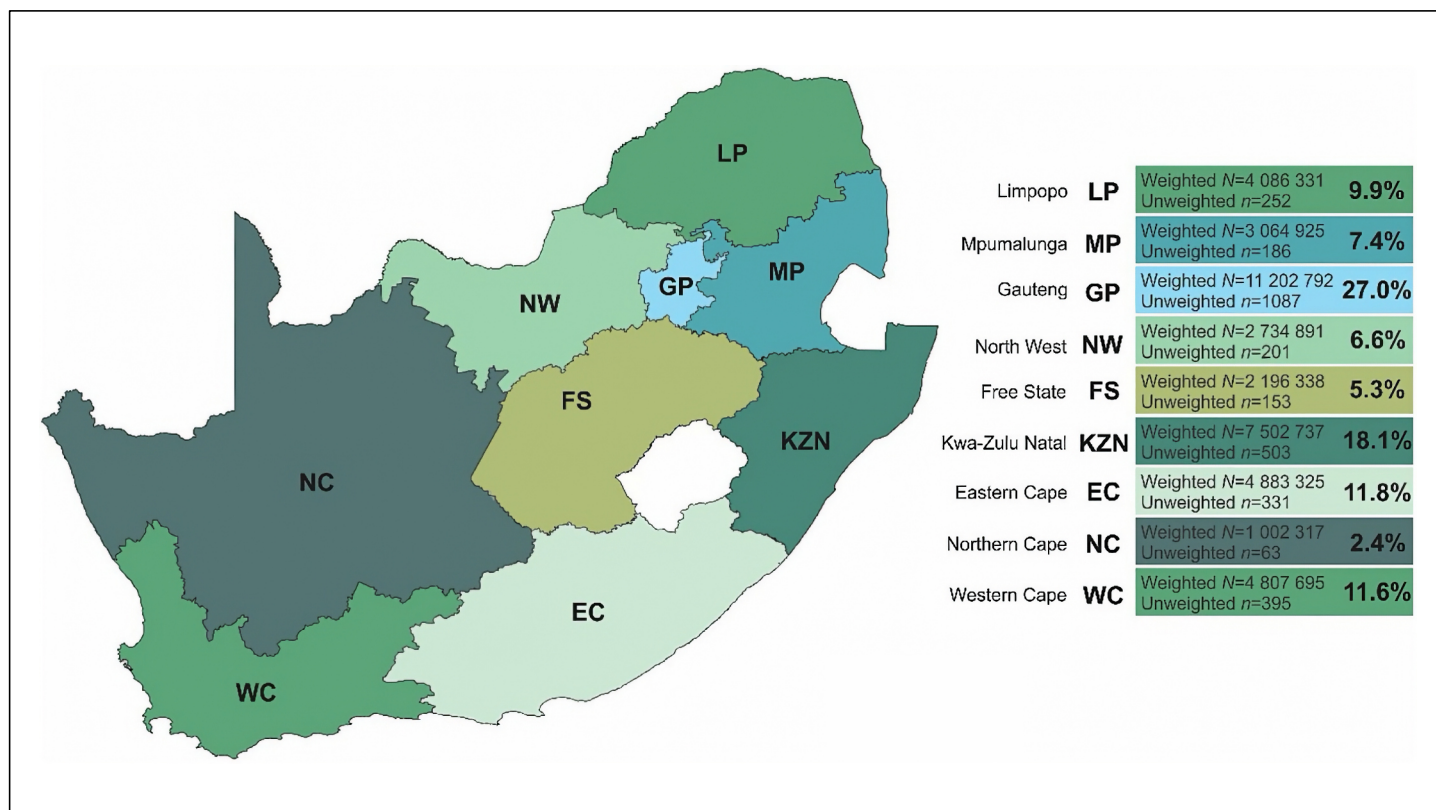 LP
MP
GP
NW
FS
KZN
NC
EC
WC
Limpopo LP Weighted N=4 086 331 9.9%
Unweighted n=252
Mpumalunga MP Weighted N=3 064 925 7.4%
Unweighted n=186
Gauteng GP Weighted N=11 202 792 27.0%
Unweighted n=1087
North West NW Weighted N=2 734 891 6.6%
Unweighted n=201
Free State FS Weighted N=2 196 338 5.3%
Unweighted n=153
Kwa-Zulu Natal KZN Weighted N=7 502 737 18.1%
Unweighted n=503
Eastern Cape EC Weighted N=4 883 325 11.8%
Unweighted n=331
Northern Cape NC Weighted N=1 002 317 2.4%
Unweighted n=63
Western Cape WC Weighted N=4 807 695 11.6%
Unweighted n=395